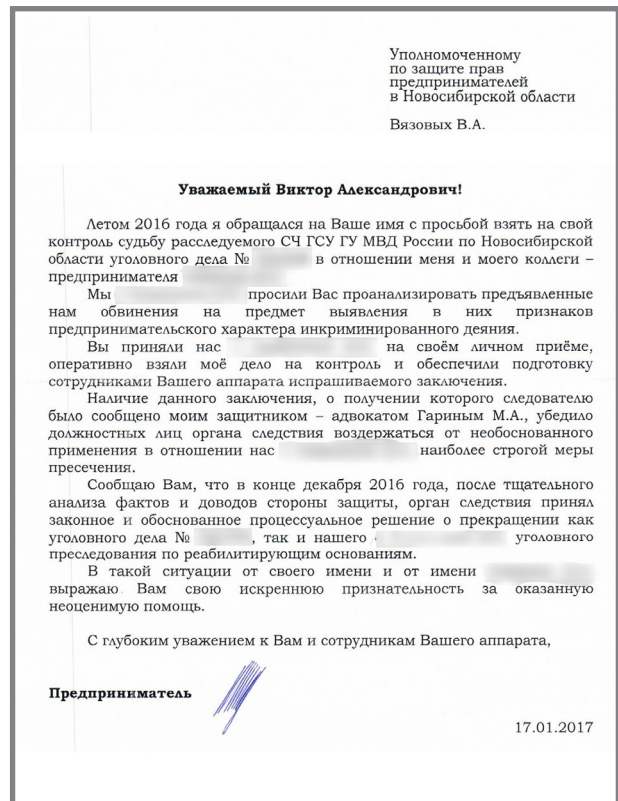 Уполномоченному
по защите прав
предпринимателей
в Новосибирской области
Вязовых В.А.
Уважаемый Виктор Александрович!
Летом 2016 года я обращался на Ваше имя с просьбой взять на свой
контроль судьбу расследуемого СЧ ГСУ ГУ МВД России по Новосибирской
области уголовного дела № в отношении меня и моего коллеги –
предпринимателя
Мы просили Вас проанализировать предъявленные
нам обвинения на предмет выявления в них признаков
предпринимательского характера инкриминированного деяния.
Вы приняли нас на своём личном приёме,
оперативно взяли моё дело на контроль и обеспечили подготовку
сотрудниками Вашего аппарата испрашиваемого заключения.
Наличие данного заключения, о получении которого следователю
было сообщено моим защитником – адвокатом Гариным М.А., убедило
должностных лиц органа следствия воздержаться от необоснованного
применения в отношении нас наиболее строгой меры
пресечения.
Сообщаю Вам, что в конце декабря 2016 года, после тщательного
анализа фактов и доводов стороны защиты, орган следствия принял
законное и обоснованное процессуальное решение о прекращении как
уголовного дела № , так и нашего уголовного
преследования по реабилитирующим основаниям.
В такой ситуации от своего имени и от имени
выражаю Вам свою искреннюю признательность за оказанную
неоценимую помощь.
С глубоким уважением к Вам и сотрудникам Вашего аппарата,
Предприниматель
17.01.2017